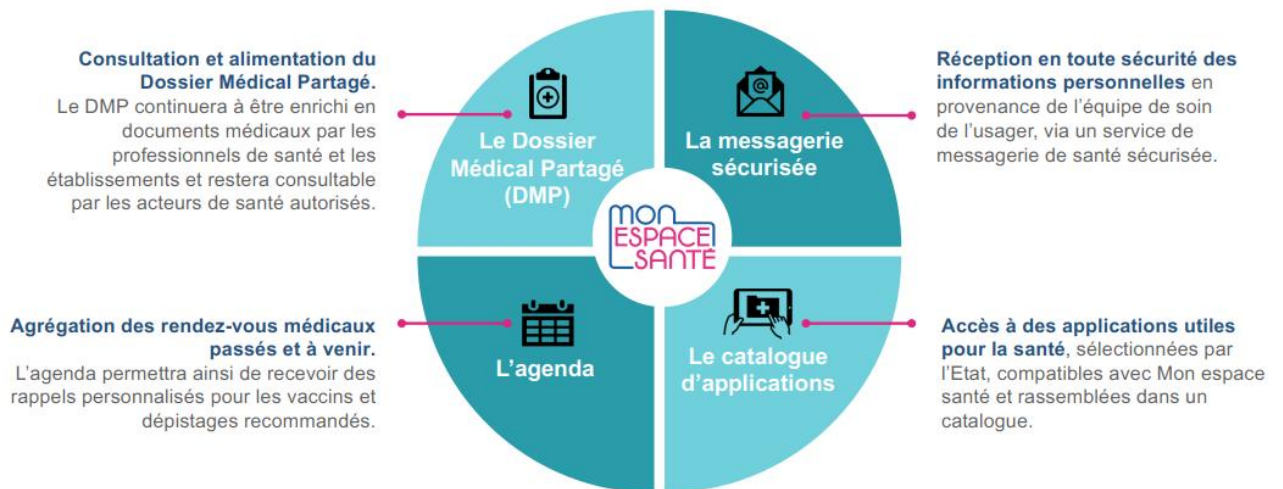 Consultation et alimentation du
Dossier Médical Partagé.
Le DMP continuera à être enrichi en
documents médicaux par les
professionnels de santé et les
établissements et restera consultable
par les acteurs de santé autorisés.
Le Dossier
Médical Partagé
(DMP)
@
La messagerie
sécurisée
Réception en toute sécurité des
informations personnelles en
provenance de l'équipe de soin
de l'usager, via un service de
messagerie de santé sécurisée.
MON
ESPACE
SANTÉ
Agrégation des rendez-vous médicaux
passés et à venir.
L'agenda permettra ainsi de recevoir des
rappels personnalisés pour les vaccins et
dépistages recommandés.
L'agenda
Le catalogue
d'applications
Accès à des applications utiles
pour la santé, sélectionnées par
l'Etat, compatibles avec Mon espace
santé et rassemblées dans un
catalogue.